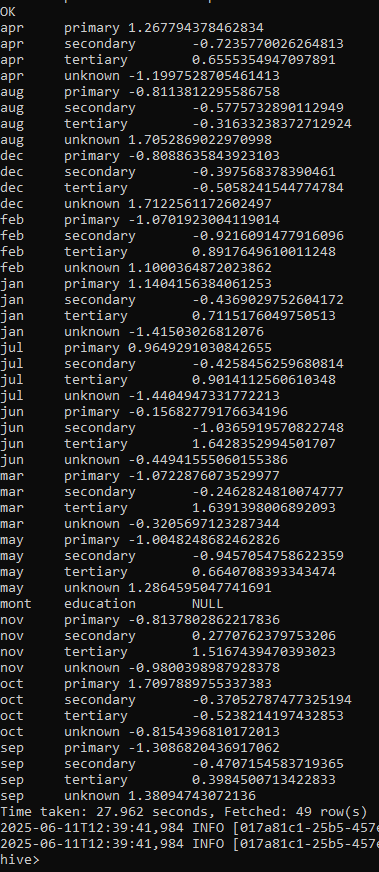 OK
apr primary 1.267794378462834
apr secondary -0.7235770026264813
apr tertiary 0.6555354947097891
apr unknown -1.1997528705461413
aug primary -0.8113812295586758
aug secondary -0.5775732890112949
aug tertiary -0.31633238372712924
aug unknown 1.7052869022970998
dec primary -0.8088635843923103
dec secondary -0.397568378390461
dec tertiary -0.5058241544774784
dec unknown 1.7122561172602497
feb primary -1.0701923004119014
feb secondary -0.9216091477916096
feb tertiary 0.8917649610011248
feb unknown 1.1000364872023862
jan primary 1.1404156384061253
jan secondary -0.4369029752604172
jan tertiary 0.7115176049750513
jan unknown -1.41503026812076
jul primary 0.9649291030842655
jul secondary -0.4258456259680814
jul tertiary 0.9014112560610348
jul unknown -1.4404947331772213
jun primary -0.15682779176634196
jun secondary -1.0365919570822748
jun tertiary 1.6428352994501707
jun unknown -0.44941555060155386
mar primary -1.0722876073529977
mar secondary -0.2462824810074777
mar tertiary 1.6391398006892093
mar unknown -0.3205697123287344
may primary -1.0048248682462826
may secondary -0.9457054758622359
may tertiary 0.6640708393343474
may unknown 1.2864595047741691
mont education NULL
nov primary -0.8137802862217836
nov secondary 0.2770762379753206
nov tertiary 1.5167439470393023
nov unknown -0.9800398987928378
oct primary 1.7097889755337383
oct secondary -0.37052787477325194
oct tertiary -0.5238214197432853
oct unknown -0.8154396810172013
sep primary -1.3086820436917062
sep secondary -0.4707154583719365
sep tertiary 0.3984500713422833
sep unknown 1.38094743072136
Time taken: 27.962 seconds, Fetched: 49 row(s)
2025-06-11T12:39:41,984 INFO [017a81c1-25b5-457e
2025-06-11T12:39:41,984 INFO [017a81c1-25b5-457e
hive>